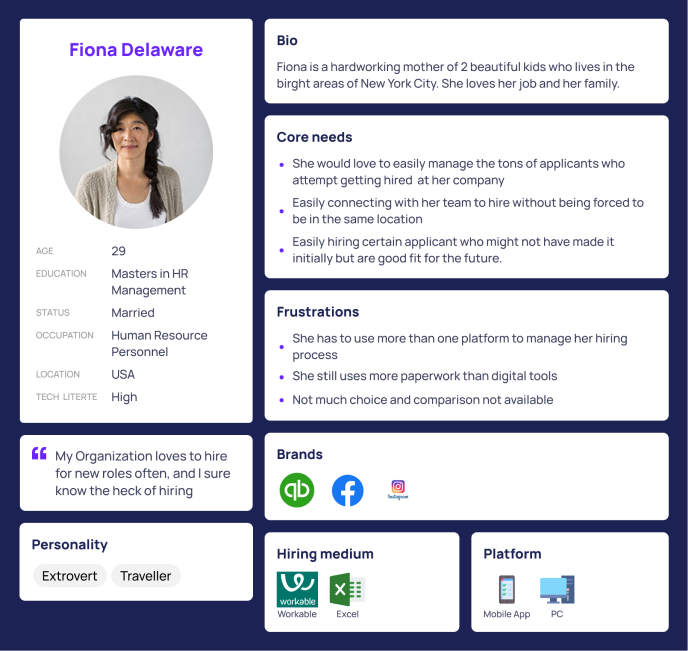 Fiona Delaware
AGE 29
EDUCATION Masters in HR
Management
STATUS Married
OCCUPATION Human Resource
Personnel
LOCATION USA
TECH LITERTE High
My Organization loves to hire
for new roles often, and I sure
know the heck of hiring
Personality
Extrovert Traveller
Bio
Fiona is a hardworking mother of 2 beautiful kids who lives in the
birght areas of New York City. She loves her job and her family.
Core needs
She would love to easily manage the tons of applicants who
attempt getting hired at her company
Easily connecting with her team to hire without being forced to
be in the same location
Easily hiring certain applicant who might not have made it
initially but are good fit for the future.
Frustrations
She has to use more than one platform to manage her hiring
process
She still uses more paperwork than digital tools
Not much choice and comparison not available
Brands
qb
Instagram
Hiring medium
workable
Workable Excel
Platform
Mobile App PC